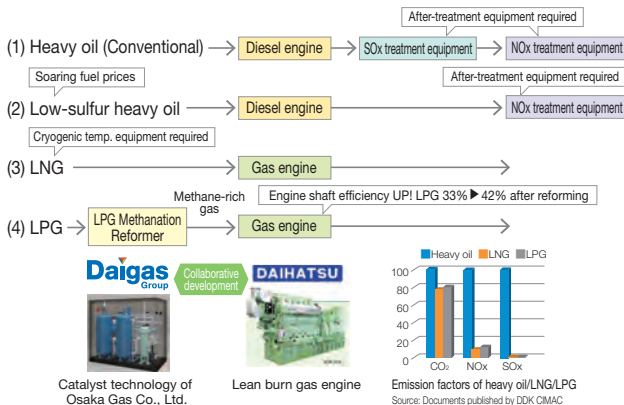 After-treatment equipment required
(1) Heavy oil (Conventional)
Diesel engine
SOx treatment equipment
NOx treatment equipment
Soaring fuel prices
After-treatment equipment required
(2) Low-sulfur heavy oil
Diesel engine
NOx treatment equipment
Cryogenic temp. equipment required
(3) LNG
Gas engine
Methane-rich
gas
Engine shaft efficiency UP! LPG 33% ▶ 42% after reforming
(4) LPG
LPG Methanation
Reformer
Gas engine
Daigas
Group
Collaborative
development
DAIHATSU
Catalyst technology of
Osaka Gas Co., Ltd.
Lean burn gas engine
Heavy oil LNG LPG
100
80
60
40
20
0
CO₂ NOx SOx
Emission factors of heavy oil/LNG/LPG
Source: Documents published by DDK CIMAC